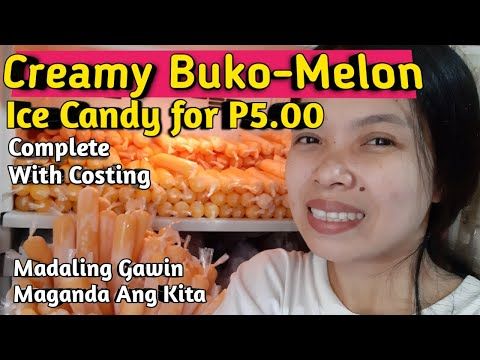 Creamy Buko-Melon
Ice Candy for P5.00
Complete
With Costing
Madaling Gawin
Maganda Ang Kita